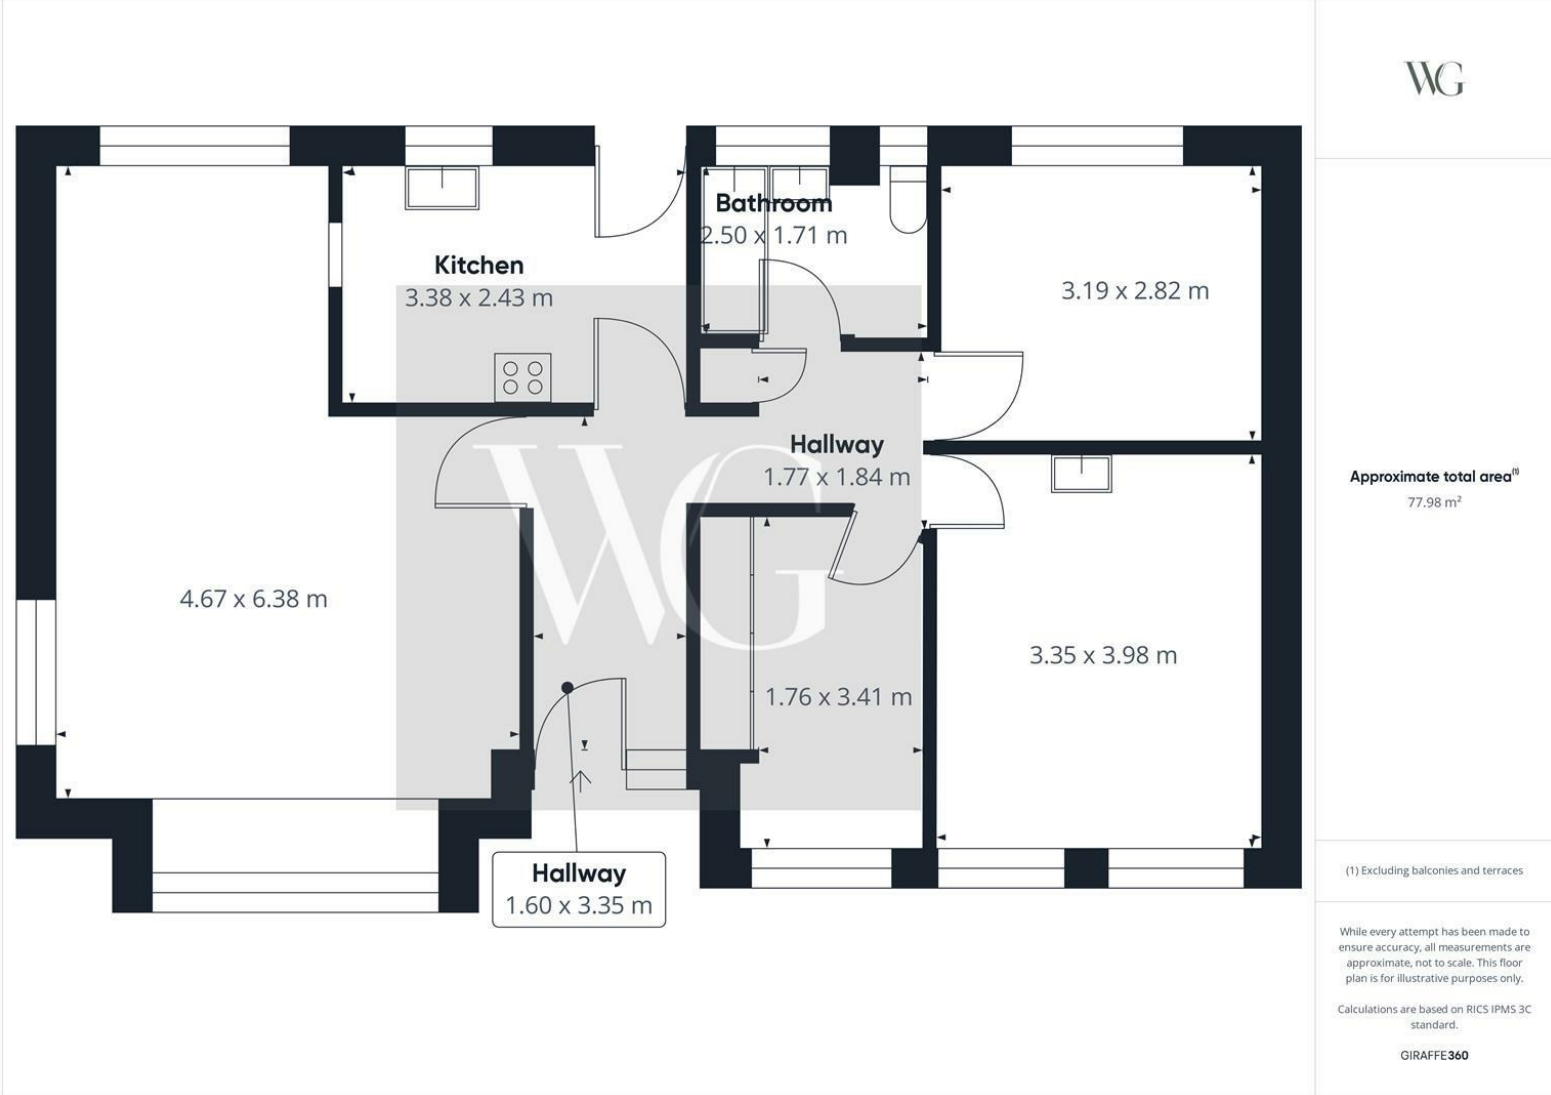 WG
Kitchen
3.38 x 2.43 m
Bathroom
2.50 x 1.71 m
3.19 x 2.82 m
Hallway
1.77 x 1.84 m
WG
4.67 x 6.38 m
1.76 x 3.41 m
3.35 x 3.98 m
Hallway
1.60 x 3.35 m
Approximate total area⁽¹⁾
77.98 m²
(1) Excluding balconies and terraces
While every attempt has been made to
ensure accuracy, all measurements are
approximate, not to scale. This floor
plan is for illustrative purposes only.
Calculations are based on RICS IPMS 3C
standard.
GIRAFFE360